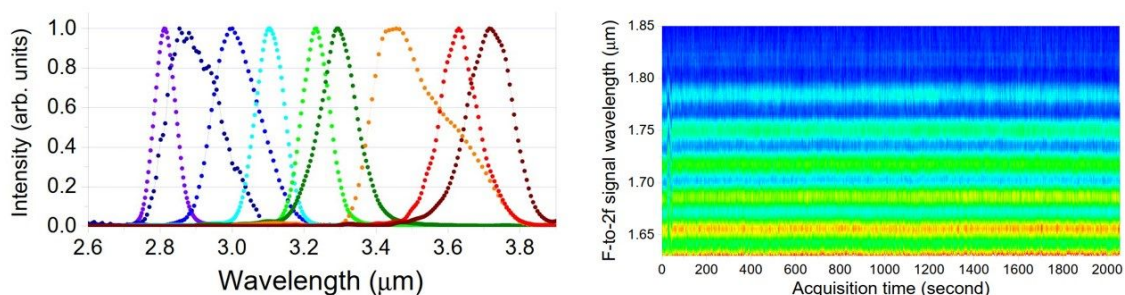 Intensity (arb. units)
1.0
0.8
0.6
0.4
0.2
0.0
2.6 2.8 3.0 3.2 3.4 3.6 3.8
Wavelength (μm)
F-to-2f signal wavelength (μm)
1.85
1.80
1.75
1.70
1.65
0 200 400 600 800 1000 1200 1400 1600 1800 2000
Acquisition time (second)